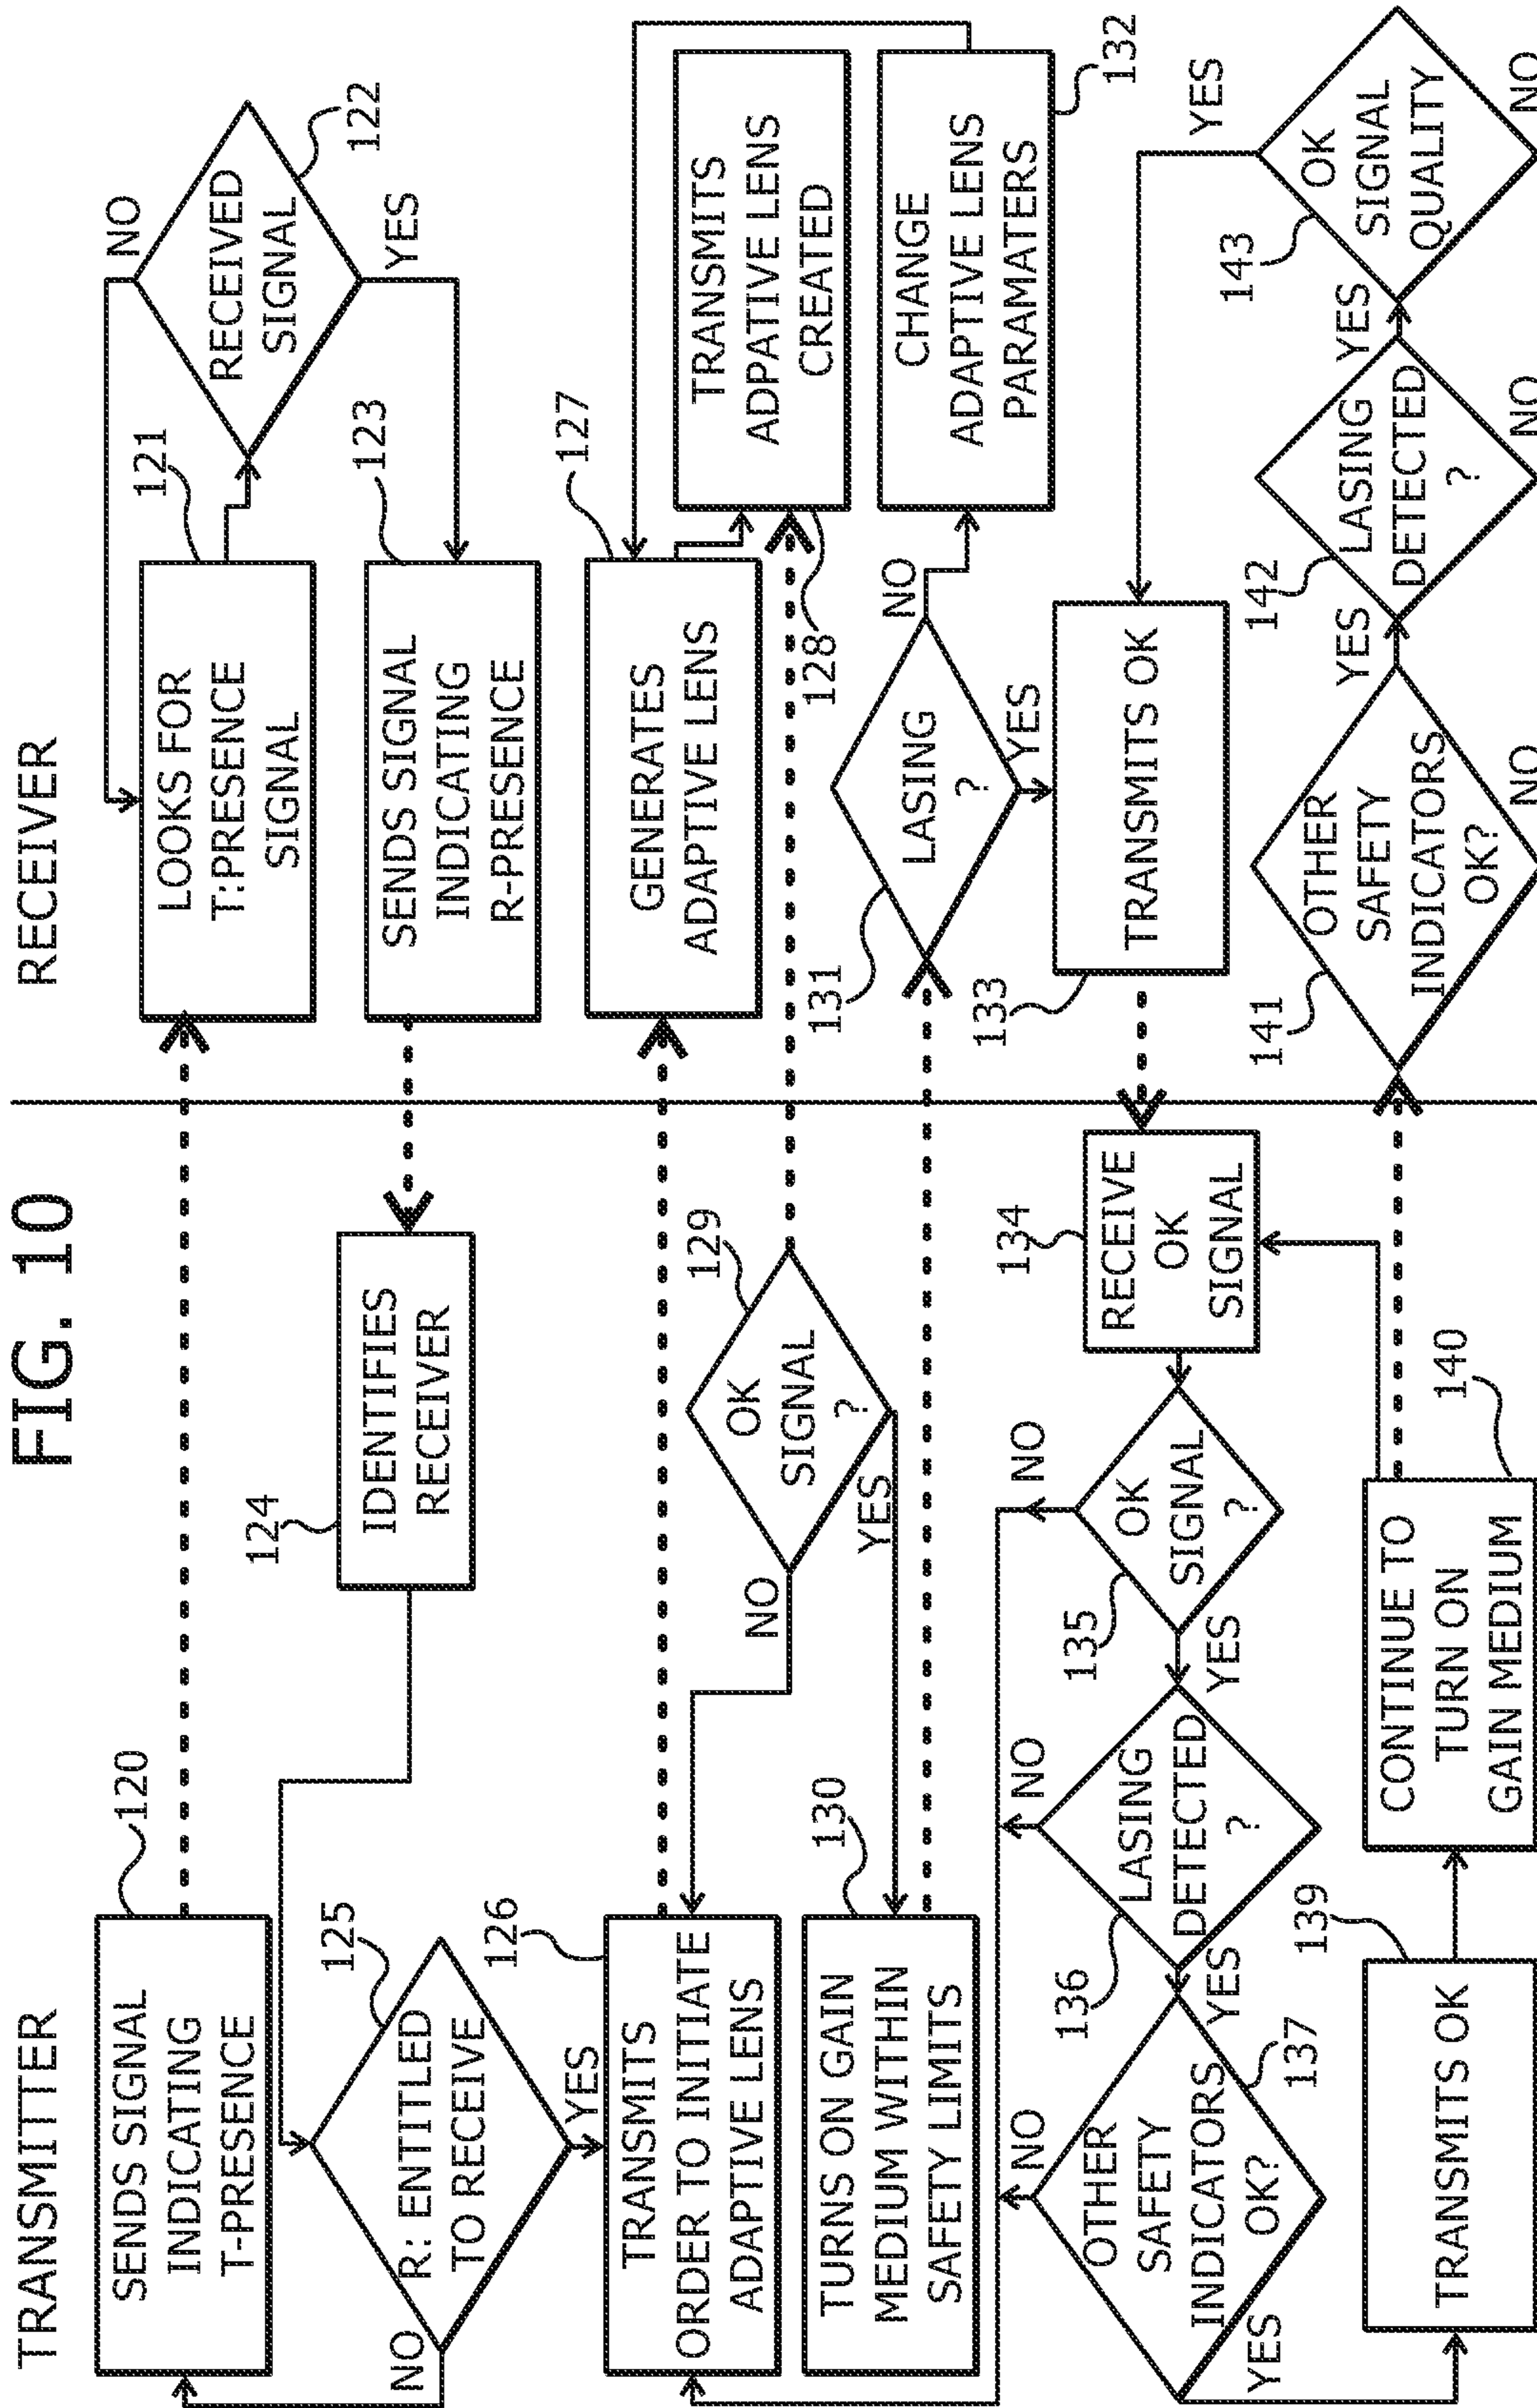 FIG. 10
TRANSMITTER
RECEIVER
SENDS SIGNAL
INDICATING
T-PRESENCE
120
LOOKS FOR
T:PRESENCE
SIGNAL
121
RECEIVED
SIGNAL
122
NO
YES
SENDS SIGNAL
INDICATING
R-PRESENCE
123
IDENTIFIES
RECEIVER
124
R: ENTITLED
TO RECEIVE
125
NO
YES
TRANSMITS
ORDER TO INITIATE
ADAPTIVE LENS
126
GENERATES
ADAPTIVE LENS
127
TRANSMITS
ADPATIVE LENS
CREATED
128
OK
SIGNAL
?
129
NO
YES
TURNS ON GAIN
MEDIUM WITHIN
SAFETY LIMITS
130
LASING
?
131
NO
YES
CHANGE
ADAPTIVE LENS
PARAMATERS
132
TRANSMITS OK
133
RECEIVE
OK
SIGNAL
134
OK
SIGNAL
?
135
NO
YES
LASING
DETECTED
?
136
NO
YES
OTHER
SAFETY
INDICATORS
OK?
137
NO
YES
TRANSMITS OK
139
CONTINUE TO
TURN ON
GAIN MEDIUM
140
OTHER
SAFETY
INDICATORS
OK?
141
YES
NO
LASING
DETECTED
?
142
YES
NO
OK
SIGNAL
QUALITY
143
YES
NO